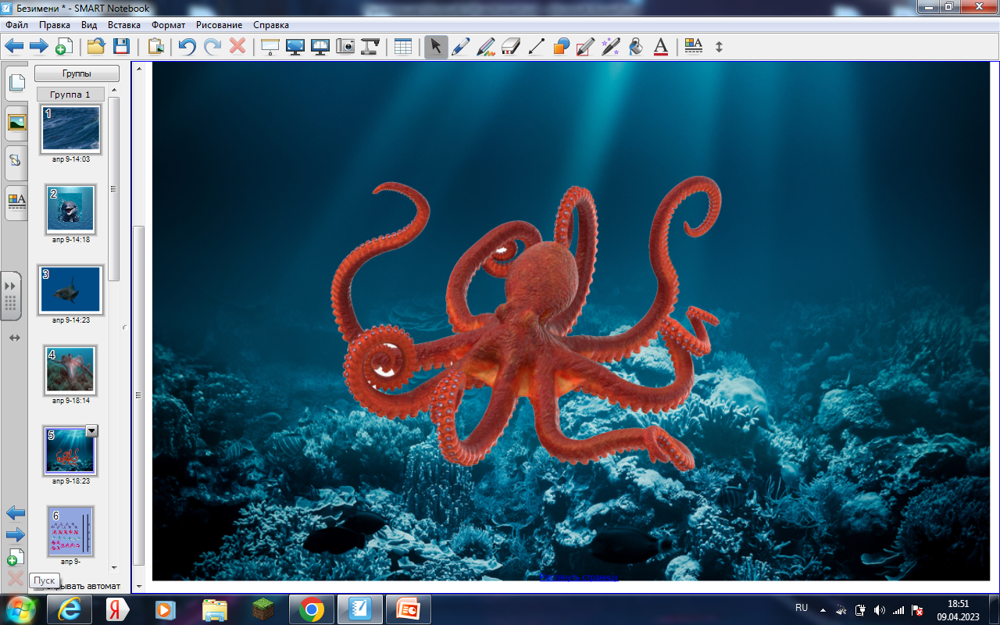 Безимени * - SMART Notebook
Файл Правка Вид Вставка Формат Рисование Справка
Группы
Группа 1
1
апр 9-14:03
2
апр 9-14:18
3
апр 9-14:23
4
апр 9-18:14
5
апр 9-18:23
6
апр 9-
Пуск
рывать автомат
страницу
RU
18:51
09.04.2023